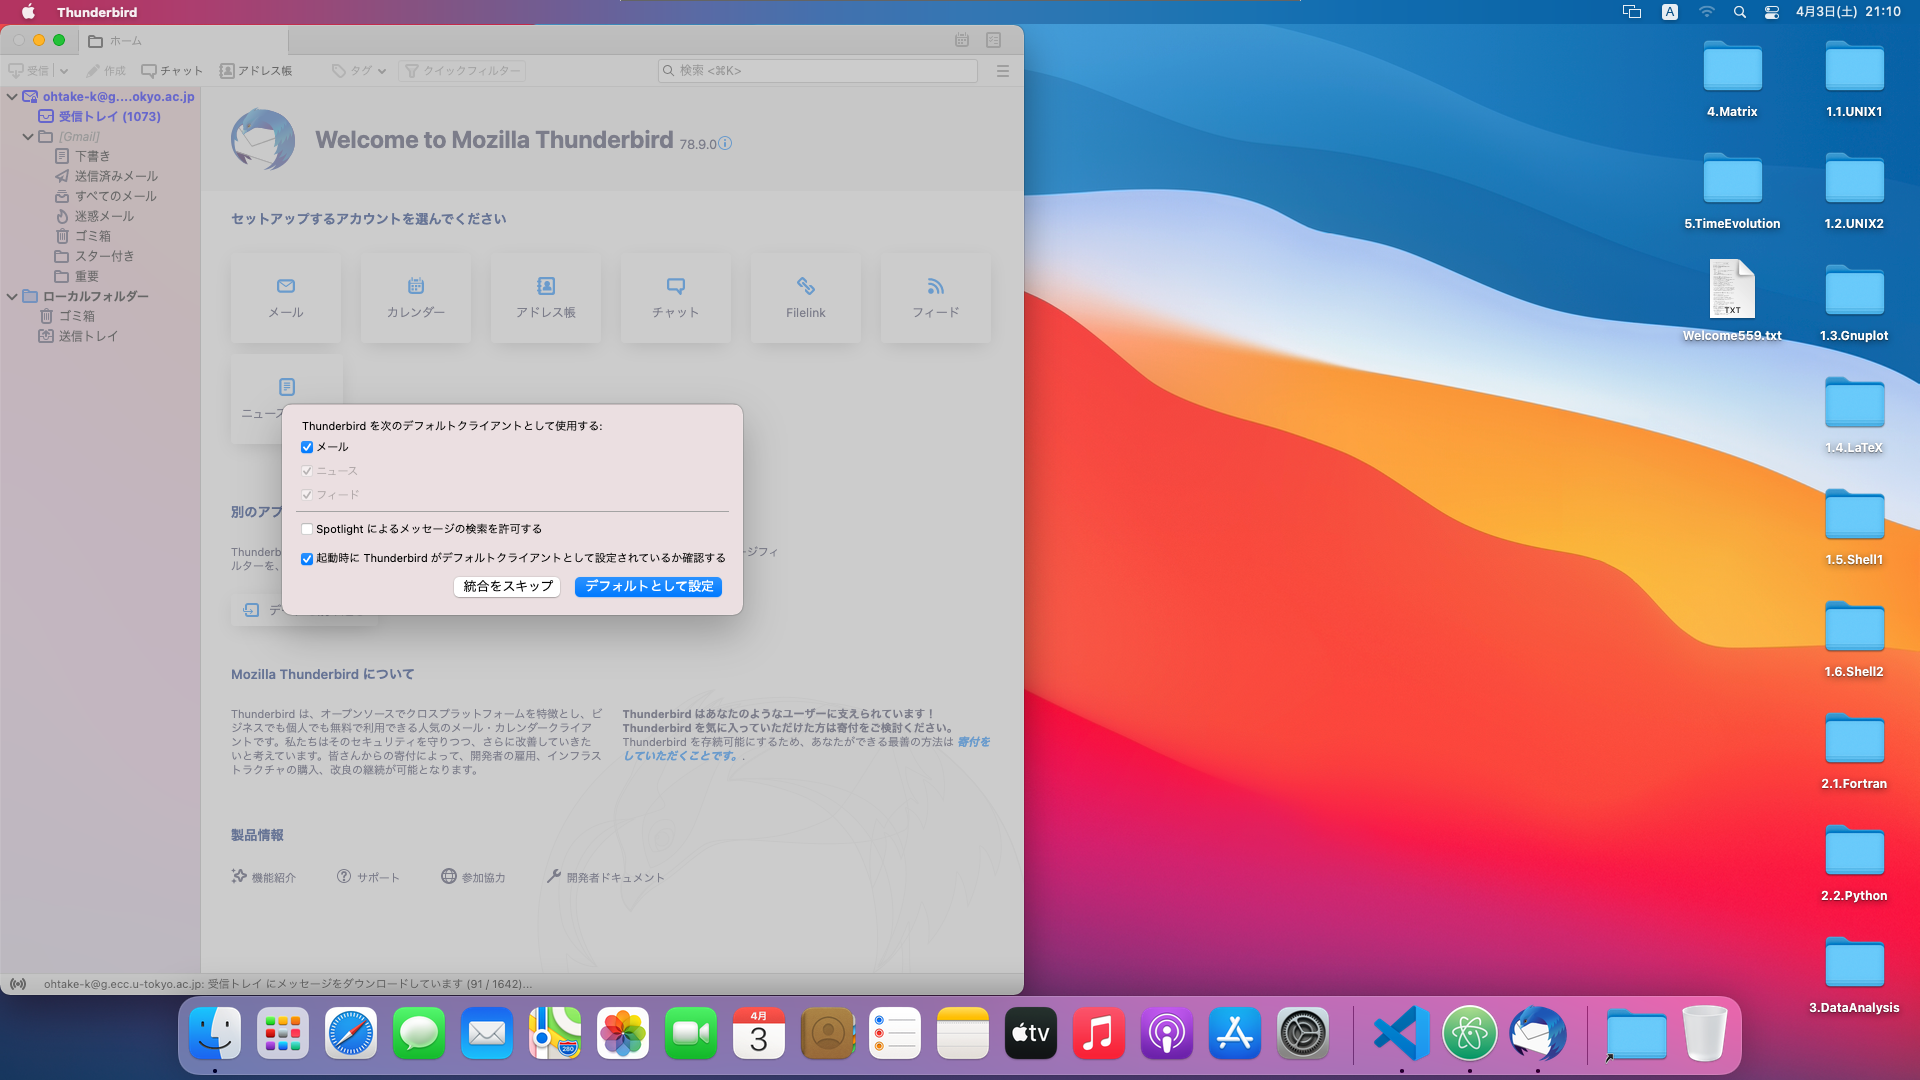 Thunderbird
A
4月3日(土) 21:10
ホーム
受信
作成
チャット
アドレス帳
タグ
クイックフィルター
検索 <⌘K>
ohtake-k@g....okyo.ac.jp
受信トレイ (1073)
[Gmail]
下書き
送信済みメール
すべてのメール
迷惑メール
ゴミ箱
スター付き
重要
ローカルフォルダー
ゴミ箱
送信トレイ
Welcome to Mozilla Thunderbird 78.9.0
セットアップするアカウントを選んでください
メール
カレンダー
アドレス帳
チャット
Filelink
フィード
ニュース
Thunderbird を次のデフォルトクライアントとして使用する:
メール
ニュース
フィード
Spotlight によるメッセージの検索を許可する
起動時に Thunderbird がデフォルトクライアントとして設定されているか確認する
統合をスキップ
デフォルトとして設定
別のアプ
Thunderb
ージフィ
ルターを、
デ
Mozilla Thunderbird について
Thunderbird は、オープンソースでクロスプラットフォームを特徴とし、ビ
ジネスでも個人でも無料で利用できる人気のメール・カレンダークライア
ントです。私たちはそのセキュリティを守りつつ、さらに改善していきた
いと考えています。皆さんからの寄付によって、開発者の雇用、インフラス
トラクチャの購入、改良の継続が可能となります。
Thunderbird はあなたのようなユーザーに支えられています！
Thunderbird を気に入っていただけた方は寄付をご検討ください。
Thunderbird を存続可能にするため、あなたができる最善の方法は 寄付を
していただくことです。.
製品情報
機能紹介
サポート
参加協力
開発者ドキュメント
ohtake-k@g.ecc.u-tokyo.ac.jp: 受信トレイ にメッセージをダウンロードしています (91 / 1642)...
4.Matrix
1.1.UNIX1
5.TimeEvolution
1.2.UNIX2
TXT
Welcome559.txt
1.3.Gnuplot
1.4.LaTeX
1.5.Shell1
1.6.Shell2
2.1.Fortran
2.2.Python
3.DataAnalysis
280
4月
3
tv